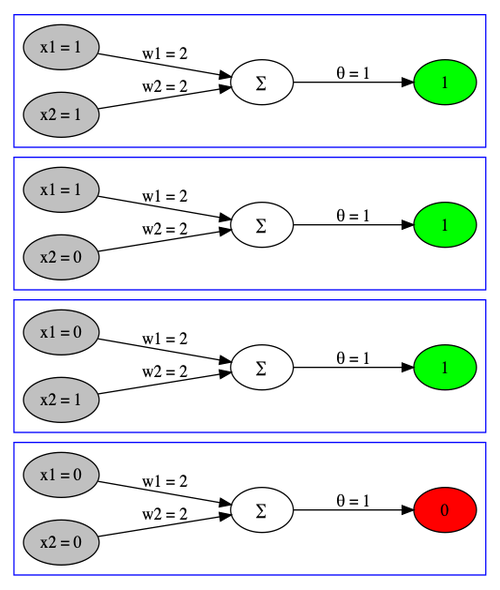 x1 = 1
w1 = 2
x2 = 1
w2 = 2
Σ
θ = 1
1
x1 = 1
w1 = 2
x2 = 0
w2 = 2
Σ
θ = 1
1
x1 = 0
w1 = 2
x2 = 1
w2 = 2
Σ
θ = 1
1
x1 = 0
w1 = 2
x2 = 0
w2 = 2
Σ
θ = 1
0